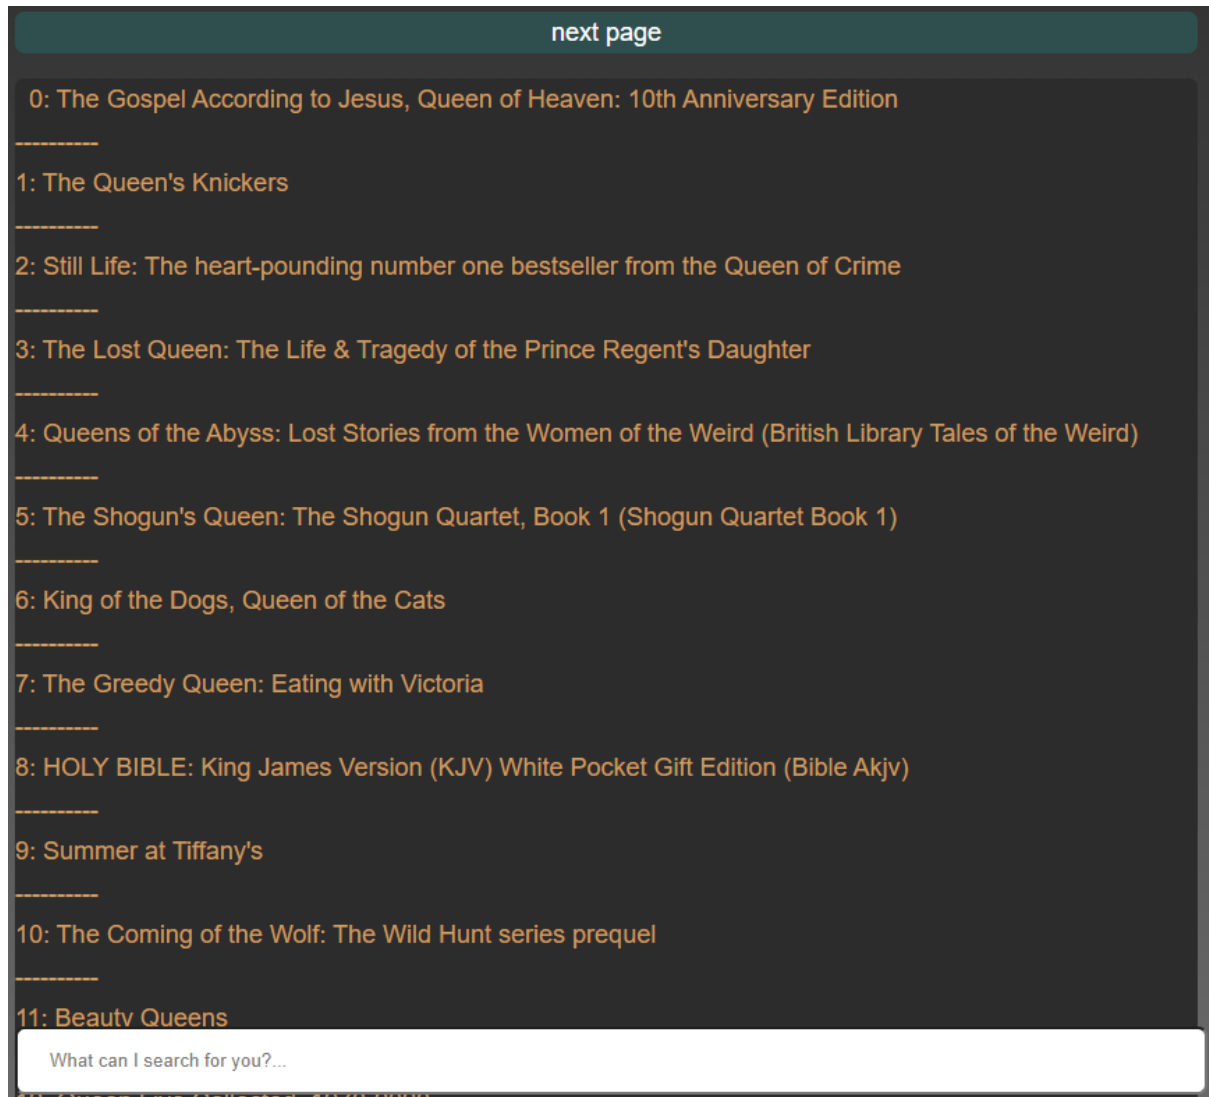 next page
0: The Gospel According to Jesus, Queen of Heaven: 10th Anniversary Edition
----------
1: The Queen's Knickers
----------
2: Still Life: The heart-pounding number one bestseller from the Queen of Crime
----------
3: The Lost Queen: The Life & Tragedy of the Prince Regent's Daughter
----------
4: Queens of the Abyss: Lost Stories from the Women of the Weird (British Library Tales of the Weird)
----------
5: The Shogun's Queen: The Shogun Quartet, Book 1 (Shogun Quartet Book 1)
----------
6: King of the Dogs, Queen of the Cats
----------
7: The Greedy Queen: Eating with Victoria
----------
8: HOLY BIBLE: King James Version (KJV) White Pocket Gift Edition (Bible Akjv)
----------
9: Summer at Tiffany's
----------
10: The Coming of the Wolf: The Wild Hunt series prequel
----------
11: Beauty Queens
What can I search for you?...